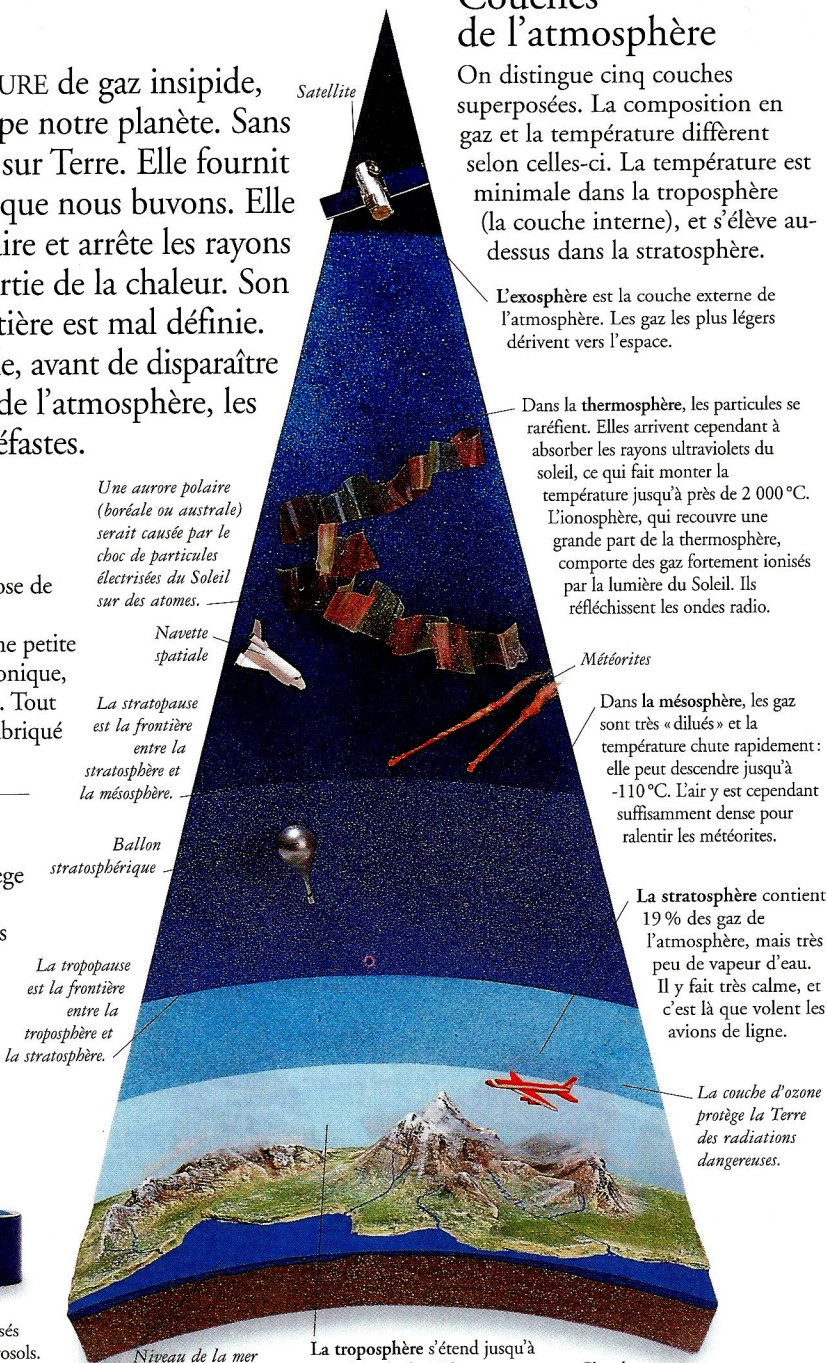 Couches
de l'atmosphère
On distingue cinq couches
superposées. La composition en
gaz et la température diffèrent
selon celles-ci. La température est
minimale dans la troposphère
(la couche interne), et s'élève au-
dessus dans la stratosphère.
URE de gaz insipide,
pe notre planète. Sans
sur Terre. Elle fournit
que nous buvons. Elle
ire et arrête les rayons
rtie de la chaleur. Son
tière est mal définie.
e, avant de disparaître
de l'atmosphère, les
éfastes.
Satellite
L'exosphère est la couche externe de
l'atmosphère. Les gaz les plus légers
dérivent vers l'espace.
Dans la thermosphère, les particules se
raréfient. Elles arrivent cependant à
absorber les rayons ultraviolets du
soleil, ce qui fait monter la
température jusqu'à près de 2 000 °C.
L'ionosphère, qui recouvre une
grande part de la thermosphère,
comporte des gaz fortement ionisés
par la lumière du Soleil. Ils
réfléchissent les ondes radio.
Une aurore polaire
(boréale ou australe)
serait causée par le
choc de particules
électrisées du Soleil
sur des atomes.
ose de
ne petite
onique,
. Tout
briqué
Navette
spatiale
Météorites
La stratopause
est la frontière
entre la
stratosphère et
la mésosphère.
Dans la mésosphère, les gaz
sont très « dilués » et la
température chute rapidement :
elle peut descendre jusqu'à
-110 °C. L'air y est cependant
suffisamment dense pour
ralentir les météorites.
Ballon
stratosphérique
ège
s
La stratosphère contient
19 % des gaz de
l'atmosphère, mais très
peu de vapeur d'eau.
Il y fait très calme, et
c'est là que volent les
avions de ligne.
La tropopause
est la frontière
entre la
troposphère et
la stratosphère.
La couche d'ozone
protège la Terre
des radiations
dangereuses.
sés
osols.
Niveau de la mer
La troposphère s'étend jusqu'à